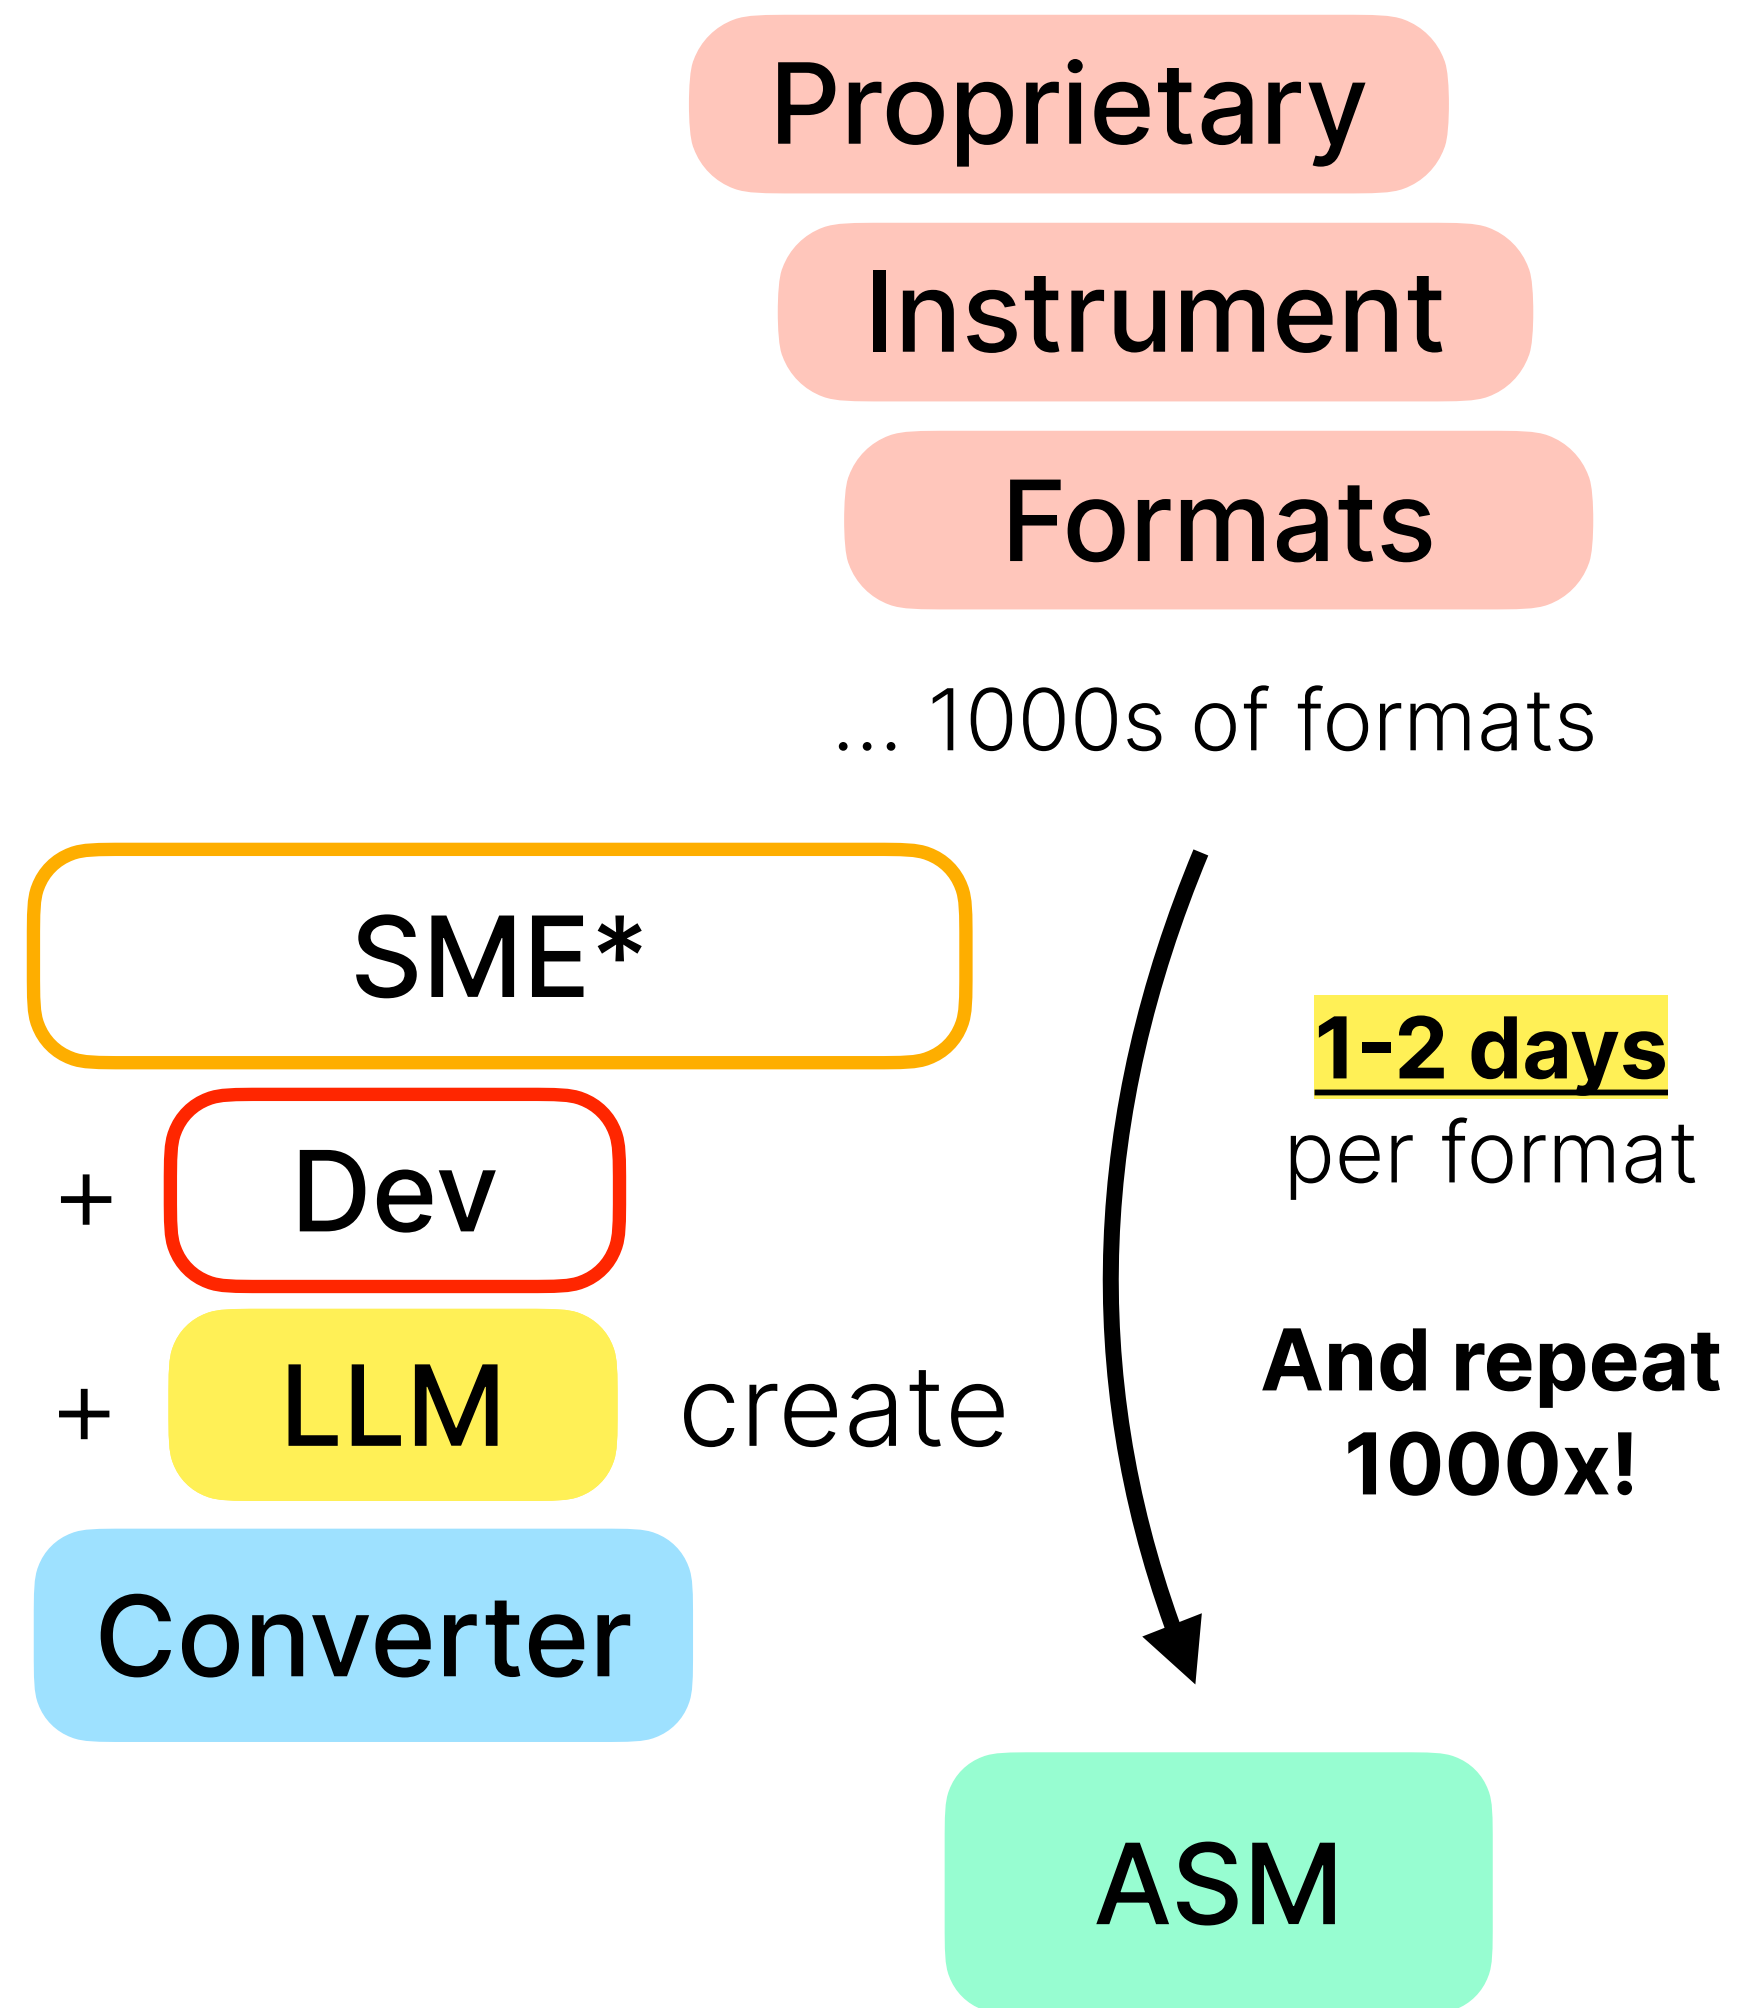 Proprietary
Instrument
Formats
... 1000s of formats
SME*
+ Dev
+ LLM create
Converter
1-2 days
per format
And repeat
1000x!
ASM